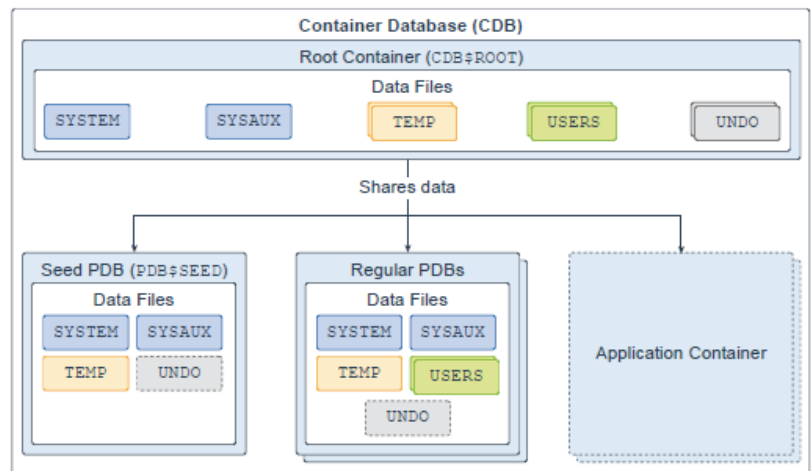 Container Database (CDB)
Root Container (CDB$ROOT)
Data Files
SYSTEM SYSAUX TEMP USERS UNDO
Shares data
Seed PDB (PDB$SEED)
Data Files
SYSTEM SYSAUX
TEMP UNDO
Regular PDBs
Data Files
SYSTEM SYSAUX
TEMP USERS
UNDO
Application Container